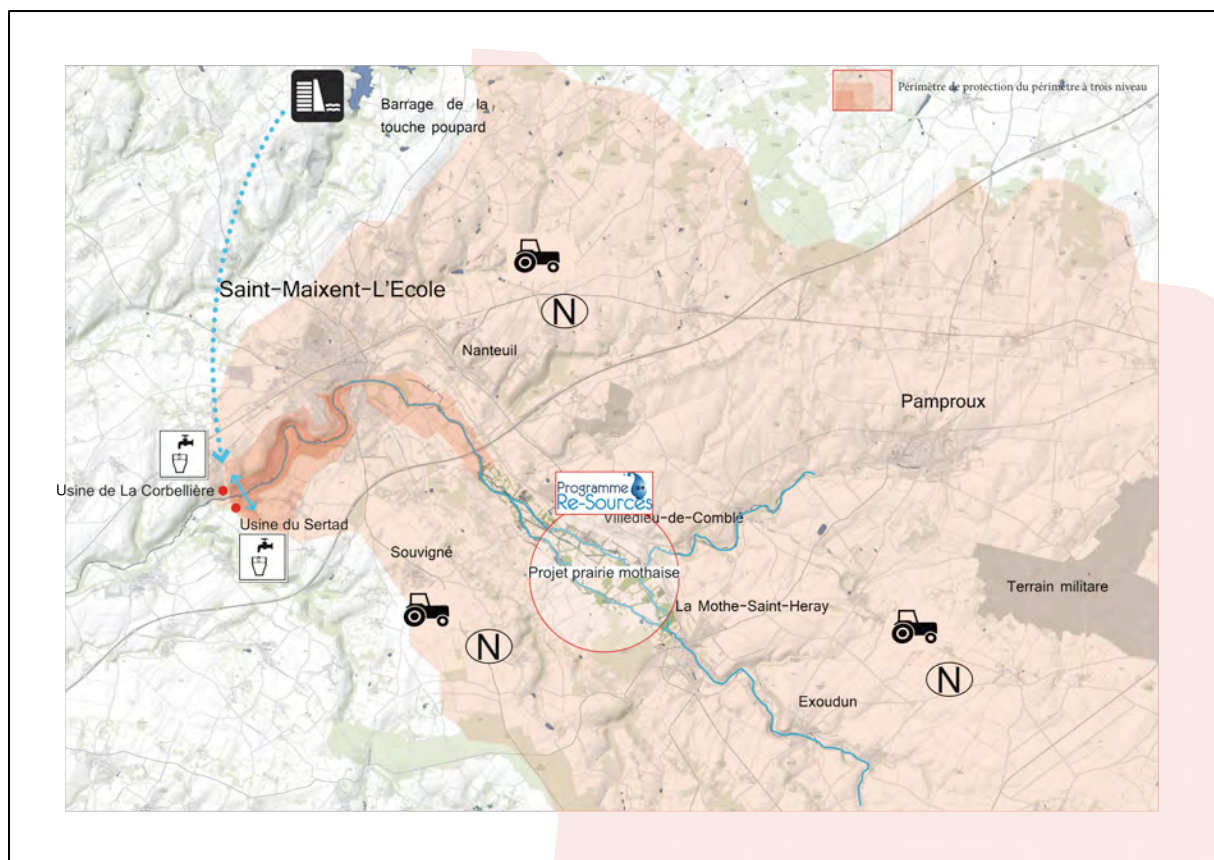 Barrage de la
touche poupard
Périmètre de protection du périmètre à trois niveau
Saint-Maixent-L'Ecole
N
Nanteuil
Pamproux
Usine de La Corbellière
Programme
Re-Sources
Villedieu-de-Comblé
Usine du Sertad
Souvigné
Projet prairie mothaise
Terrain militare
La Mothe-Saint-Heray
N
N
Exoudun